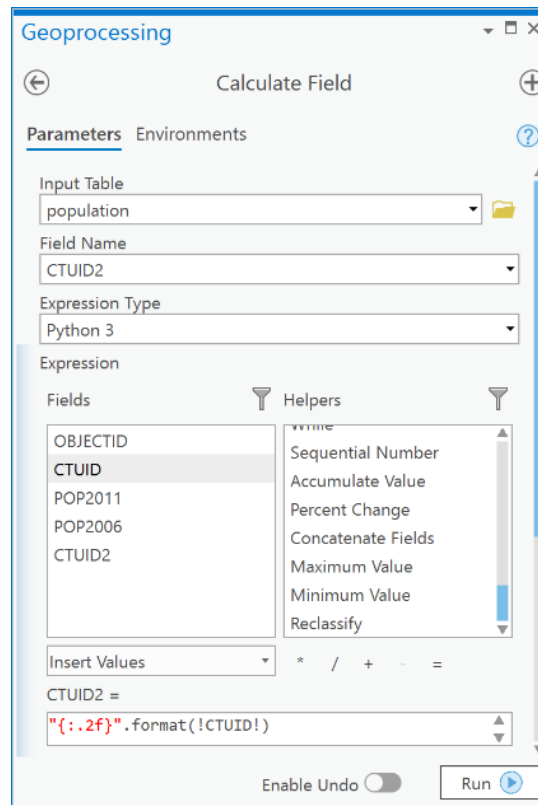 Geoprocessing
Calculate Field
Parameters Environments
Input Table
population
Field Name
CTUID2
Expression Type
Python 3
Expression
Fields
Helpers
OBJECTID
CTUID
POP2011
POP2006
CTUID2
While
Sequential Number
Accumulate Value
Percent Change
Concatenate Fields
Maximum Value
Minimum Value
Reclassify
Insert Values
* / + - =
CTUID2 =
"{:.2f}".format(!CTUID!)
Enable Undo
Run